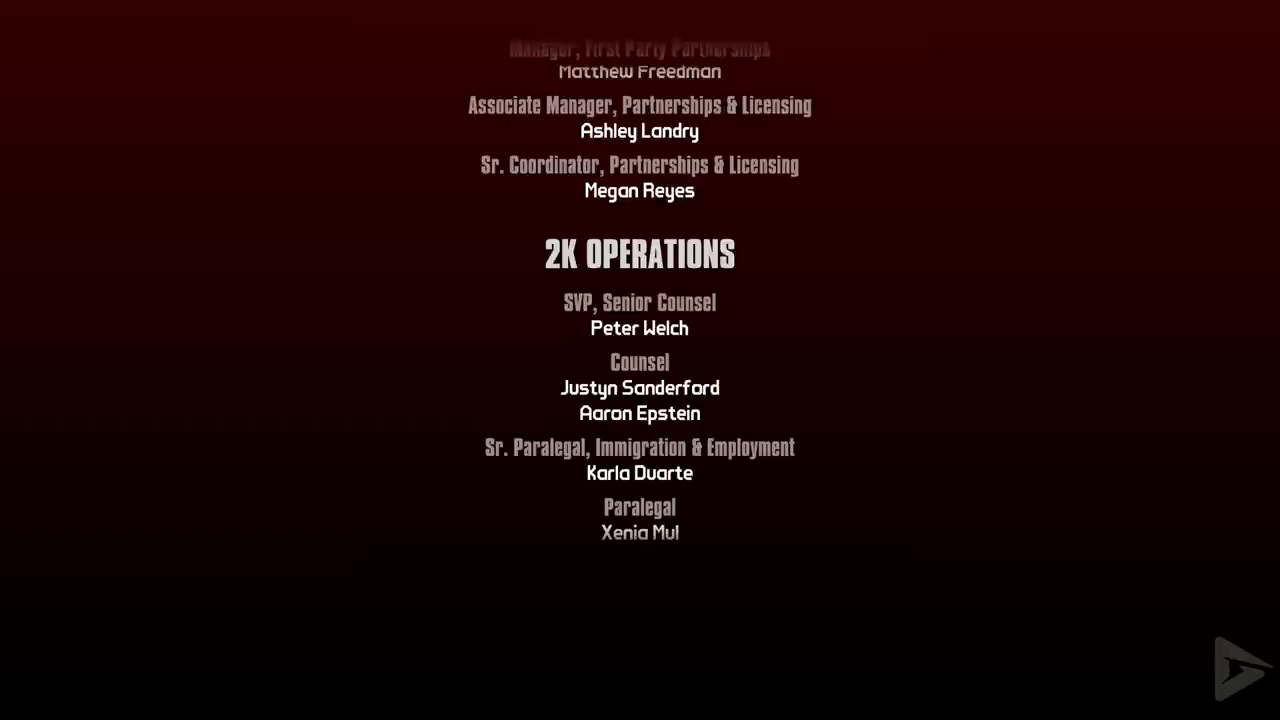 Manager, First Party Partnerships
Matthew Freedman
Associate Manager, Partnerships & Licensing
Ashley Landry
Sr. Coordinator, Partnerships & Licensing
Megan Reyes
2K OPERATIONS
SVP, Senior Counsel
Peter Welch
Counsel
Justyn Sanderford
Aaron Epstein
Sr. Paralegal, Immigration & Employment
Karla Duarte
Paralegal
Xenia Mul